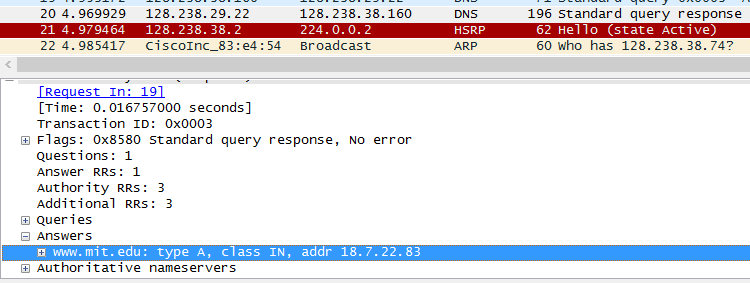 20 4.969929 128.238.29.22 128.238.38.160 DNS 196 Standard query response
21 4.979464 128.238.38.2 224.0.0.2 HSRP 62 Hello (state Active)
22 4.985417 CiscoInc_83:e4:54 Broadcast ARP 60 Who has 128.238.38.74?
[Request In: 19]
[Time: 0.016757000 seconds]
Transaction ID: 0x0003
Flags: 0x8580 Standard query response, No error
Questions: 1
Answer RRs: 1
Authority RRs: 3
Additional RRs: 3
Queries
Answers
www.mit.edu: type A, class IN, addr 18.7.22.83
Authoritative nameservers